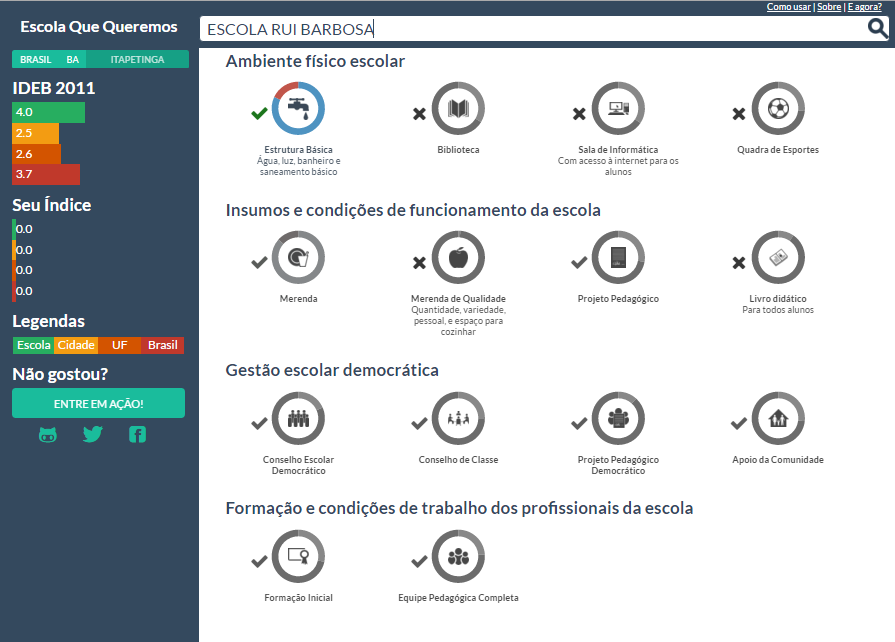 Como usar | Sobre | E agora?
Escola Que Queremos
ESCOLA RUI BARBOSA
BRASIL BA ITAPETINGA
IDEB 2011
4.0
2.5
2.6
3.7
Seu Índice
0.0
0.0
0.0
0.0
Legendas
Escola Cidade UF Brasil
Não gostou?
ENTRE EM AÇÃO!
Ambiente físico escolar
Estrutura Básica
Água, luz, banheiro e
saneamento básico
Biblioteca
Sala de Informática
Com acesso à internet para os
alunos
Quadra de Esportes
Insumos e condições de funcionamento da escola
Merenda
Merenda de Qualidade
Quantidade, variedade,
pessoal, e espaço para
cozinhar
Projeto Pedagógico
Livro didático
Para todos alunos
Gestão escolar democrática
Conselho Escolar
Democrático
Conselho de Classe
Projeto Pedagógico
Democrático
Apoio da Comunidade
Formação e condições de trabalho dos profissionais da escola
Formação Inicial
Equipe Pedagógica Completa